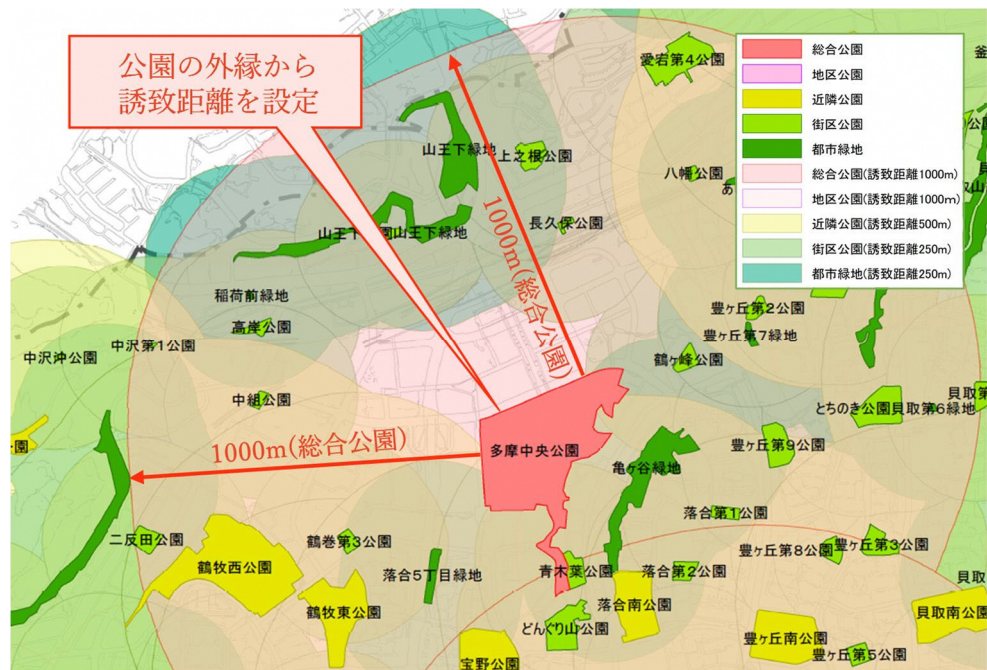 公園の外縁から
誘致距離を設定
総合公園
地区公園
近隣公園
街区公園
都市緑地
総合公園(誘致距離1000m)
地区公園(誘致距離1000m)
近隣公園(誘致距離500m)
街区公園(誘致距離250m)
都市緑地(誘致距離250m)
愛宕第4公園
山王下緑地
上之根公園
八幡公園
あ
山王下
園
山王下緑地
長久保公園
1000m(総合公園)
稲荷前緑地
高岸公園
中沢第1公園
中沢沖公園
中組公園
豊ヶ丘第2公園
豊ヶ丘第7緑地
鶴ヶ峰公園
とちのき公園
貝取第6緑地
貝取第
1000m(総合公園)
多摩中央公園
亀ヶ谷緑地
豊ヶ丘第9公園
園
落合第1公園
二反田公園
鶴巻第3公園
豊ヶ丘第8公園
豊ヶ丘第3公園
鶴牧西公園
落合5丁目緑地
青木葉公園
落合第2公園
貝取
鶴牧東公園
落合南公園
貝取南公園
どんぐり山公園
豊ヶ丘南公園
宝野公園
豊ヶ丘第5公園